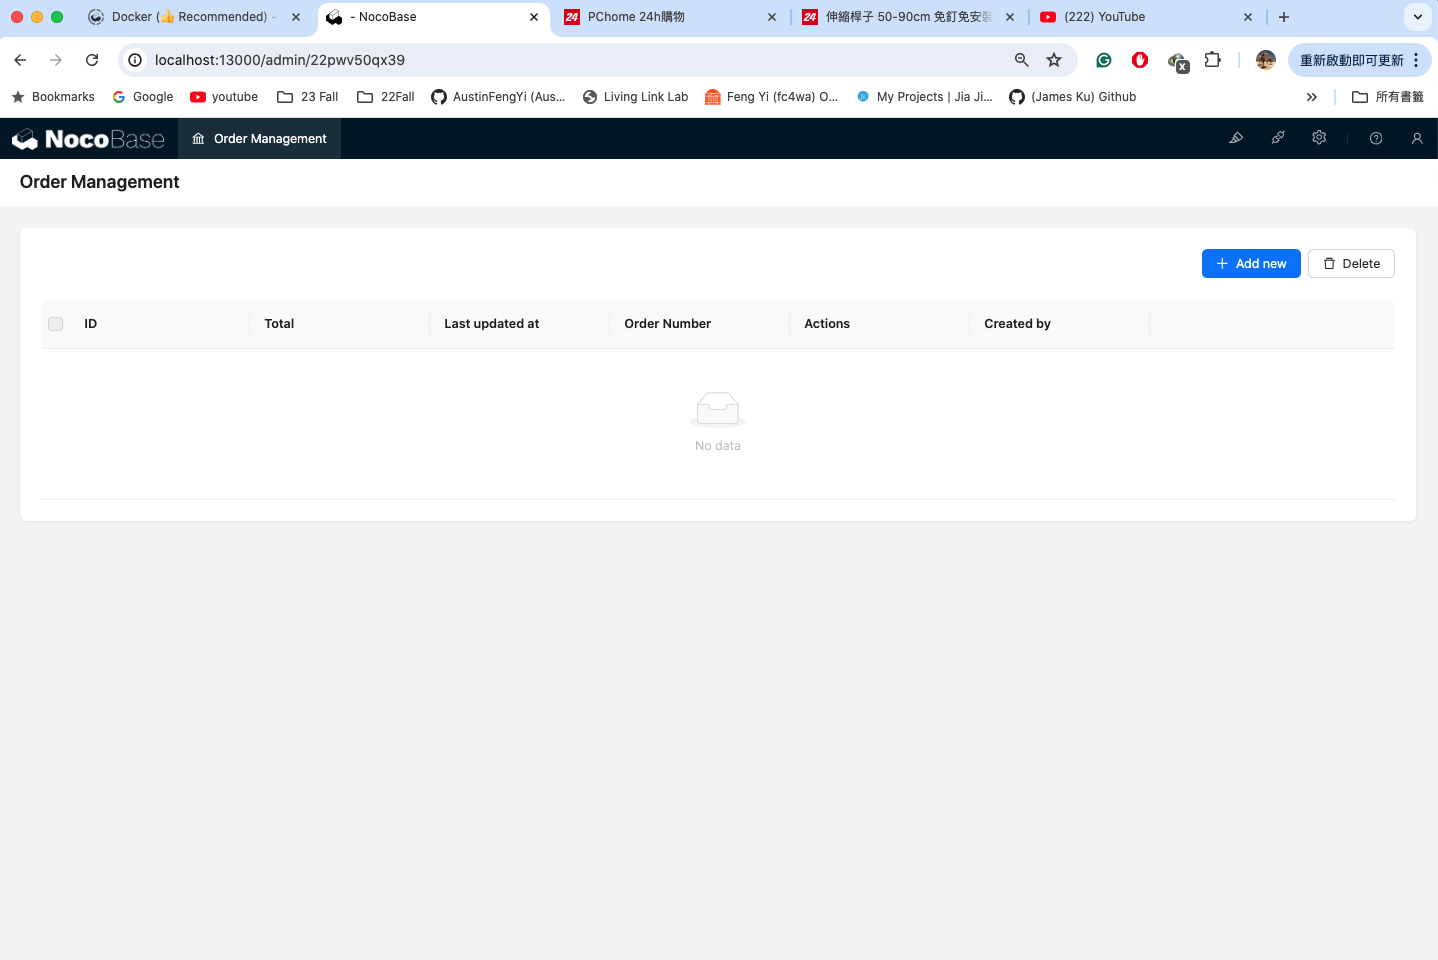 Docker (👍 Recommended) -
- NocoBase
PChome 24h購物
伸縮桿子 50-90cm 免釘免安裝
(222) YouTube
localhost:13000/admin/22pwv50qx39
重新啟動即可更新
Bookmarks
Google
youtube
23 Fall
22Fall
AustinFengYi (Aus...
Living Link Lab
Feng Yi (fc4wa) O...
My Projects | Jia Ji...
(James Ku) Github
所有書籤
NocoBase
Order Management
Order Management
Add new
Delete
ID
Total
Last updated at
Order Number
Actions
Created by
No data